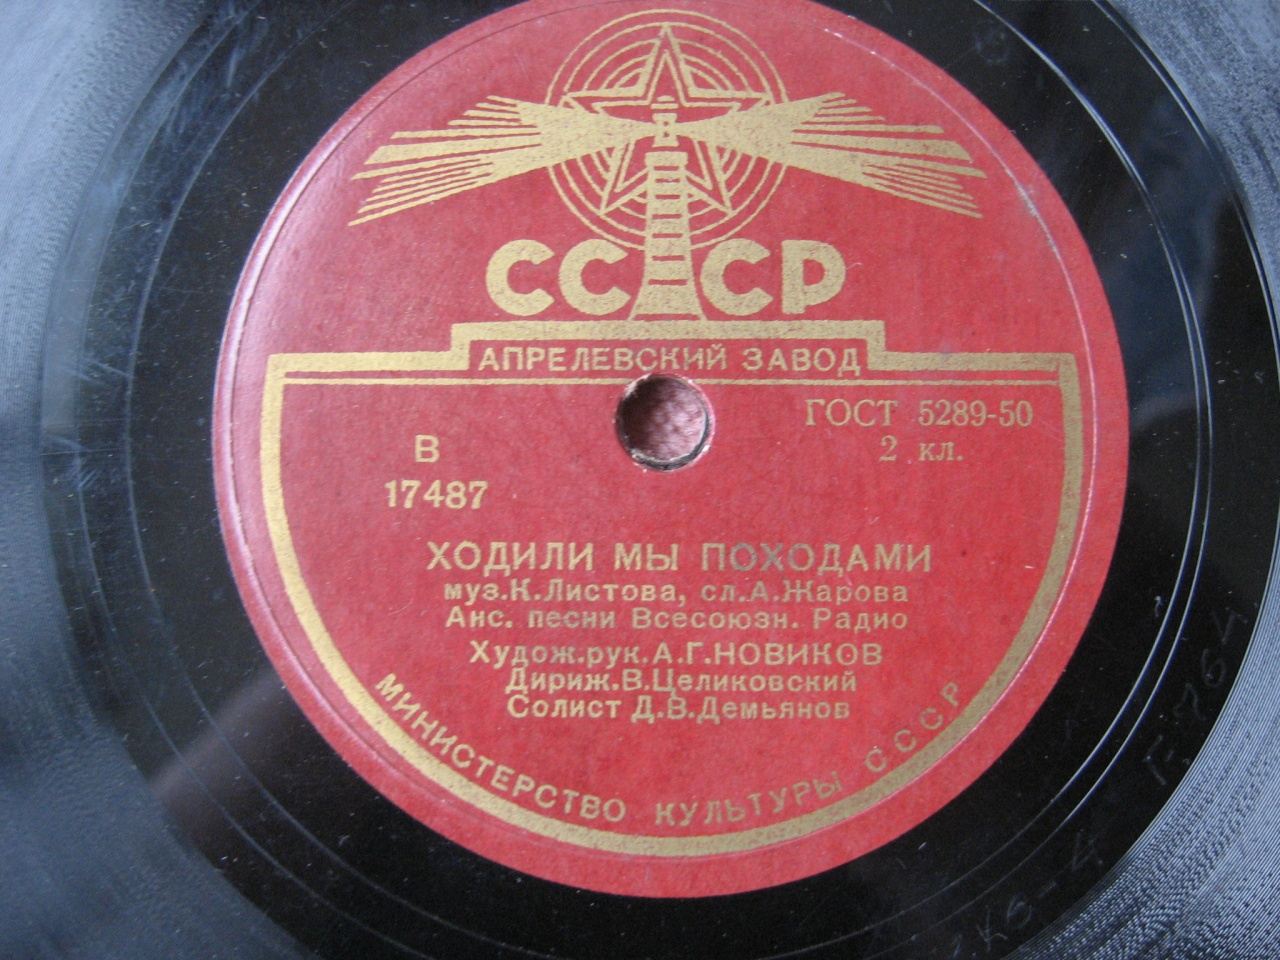 СССР
АПРЕЛЕВСКИЙ ЗАВОД
ГОСТ 5289-50
2 кл.
В
17487
ХОДИЛИ МЫ ПОХОДАМИ
муз.К.Листова, сл.А.Жарова
Анс. песни Всесоюзн. Радио
Худож.рук.А.Г.НОВИКОВ
Дириж.В.Целиковский
Солист Д.В.Демьянов
МИНИСТЕРСТВО КУЛЬТУРЫ СССР